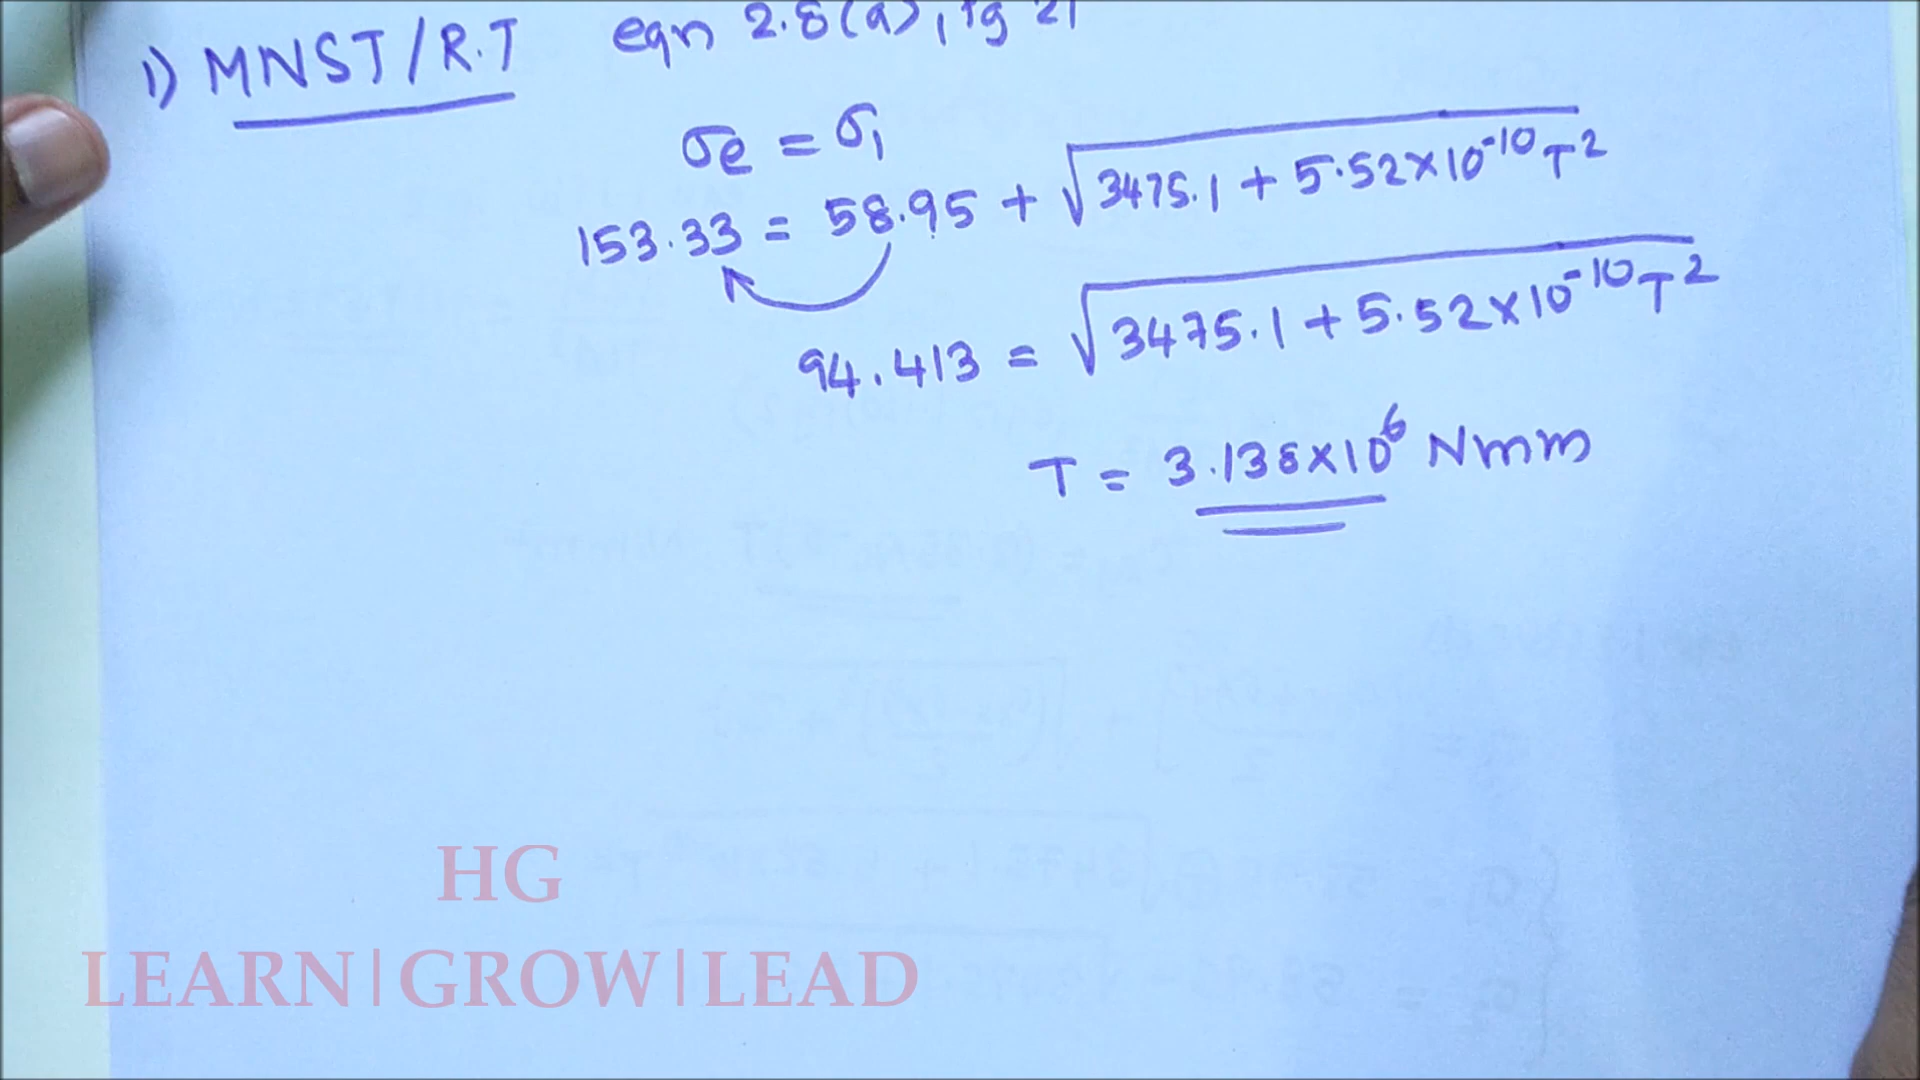 1) MNST/R.T eqn 2.8(a), Pg 21
σe = σ1
153.33 = 58.95 + √3475.1 + 5.52×10⁻¹⁰T²
94.413 = √3475.1 + 5.52×10⁻¹⁰T²
T = 3.138×10⁶ Nmm
HG
LEARN|GROW|LEAD